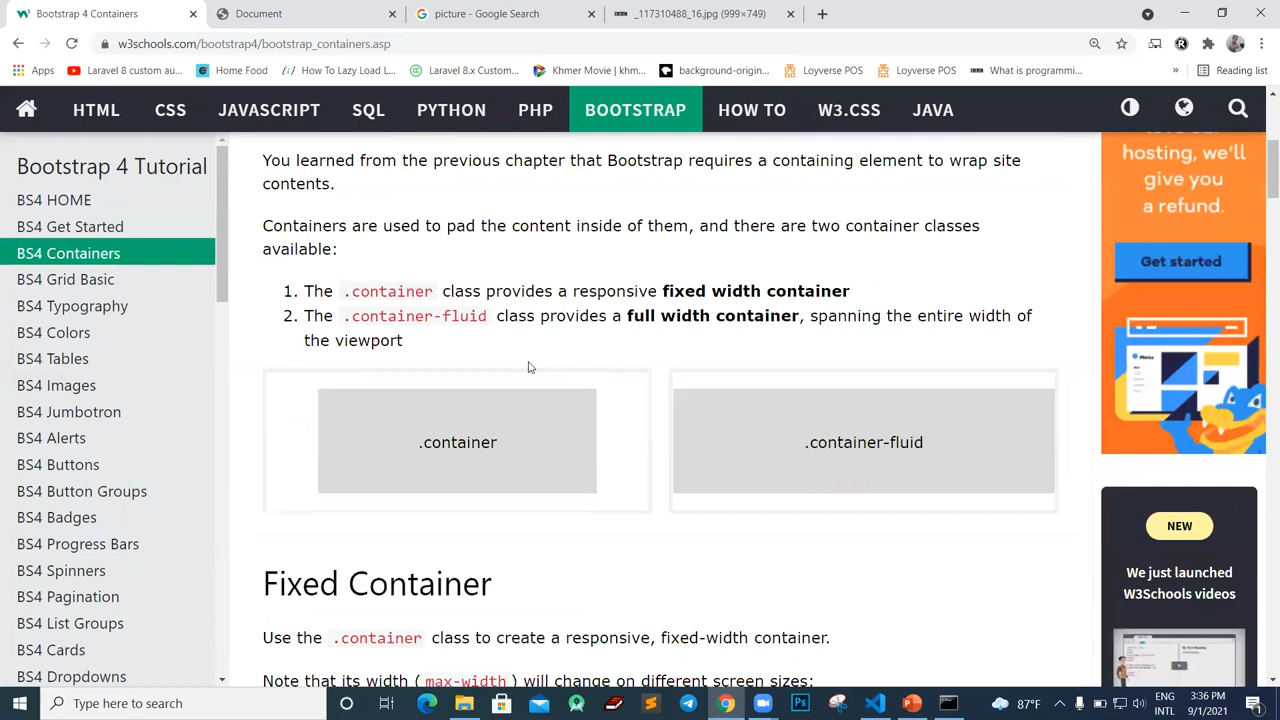 Bootstrap 4 Containers
Document
picture - Google Search
_117310488_16.jpg (999×749)
w3schools.com/bootstrap4/bootstrap_containers.asp
Apps
Laravel 8 custom au...
Home Food
How To Lazy Load L...
Laravel 8.x Custom...
Khmer Movie | khm...
background-origin...
Loyverse POS
Loyverse POS
What is programmi...
»
Reading list
HTML
CSS
JAVASCRIPT
SQL
PYTHON
PHP
BOOTSTRAP
HOW TO
W3.CSS
JAVA
Bootstrap 4 Tutorial
BS4 HOME
BS4 Get Started
BS4 Containers
BS4 Grid Basic
BS4 Typography
BS4 Colors
BS4 Tables
BS4 Images
BS4 Jumbotron
BS4 Alerts
BS4 Buttons
BS4 Button Groups
BS4 Badges
BS4 Progress Bars
BS4 Spinners
BS4 Pagination
BS4 List Groups
BS4 Cards
BS4 Dropdowns
You learned from the previous chapter that Bootstrap requires a containing element to wrap site
contents.
Containers are used to pad the content inside of them, and there are two container classes
available:
1. The .container class provides a responsive fixed width container
2. The .container-fluid class provides a full width container, spanning the entire width of
the viewport
.container
.container-fluid
Fixed Container
Use the .container class to create a responsive, fixed-width container.
Note that its width (max-width) will change on different screen sizes:
hosting, we'll
give you
a refund.
Get started
NEW
We just launched
W3Schools videos
Type here to search
87°F
ENG
INTL
3:36 PM
9/1/2021